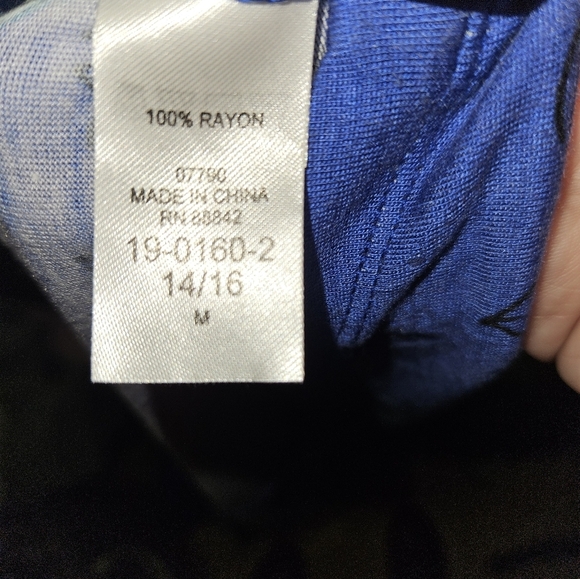 100% RAYON
07790
MADE IN CHINA
RN 88842
19-0160-2
14/16
M